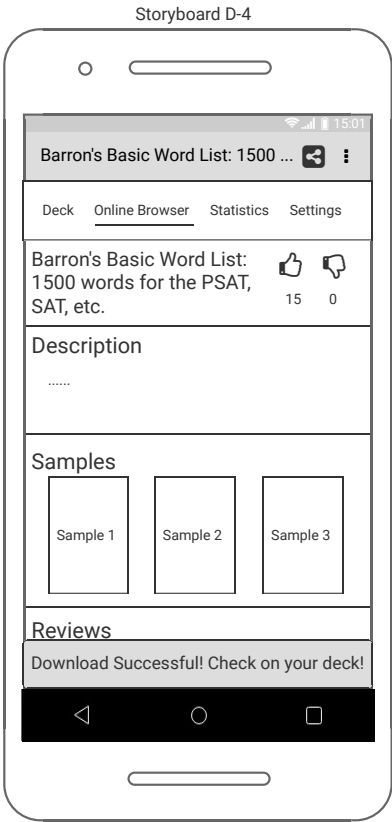 Storyboard D-4
15:01
Barron's Basic Word List: 1500 ...
Deck Online Browser Statistics Settings
Barron's Basic Word List:
1500 words for the PSAT,
SAT, etc.
15 0
Description
......
Samples
Sample 1 Sample 2 Sample 3
Reviews
Download Successful! Check on your deck!